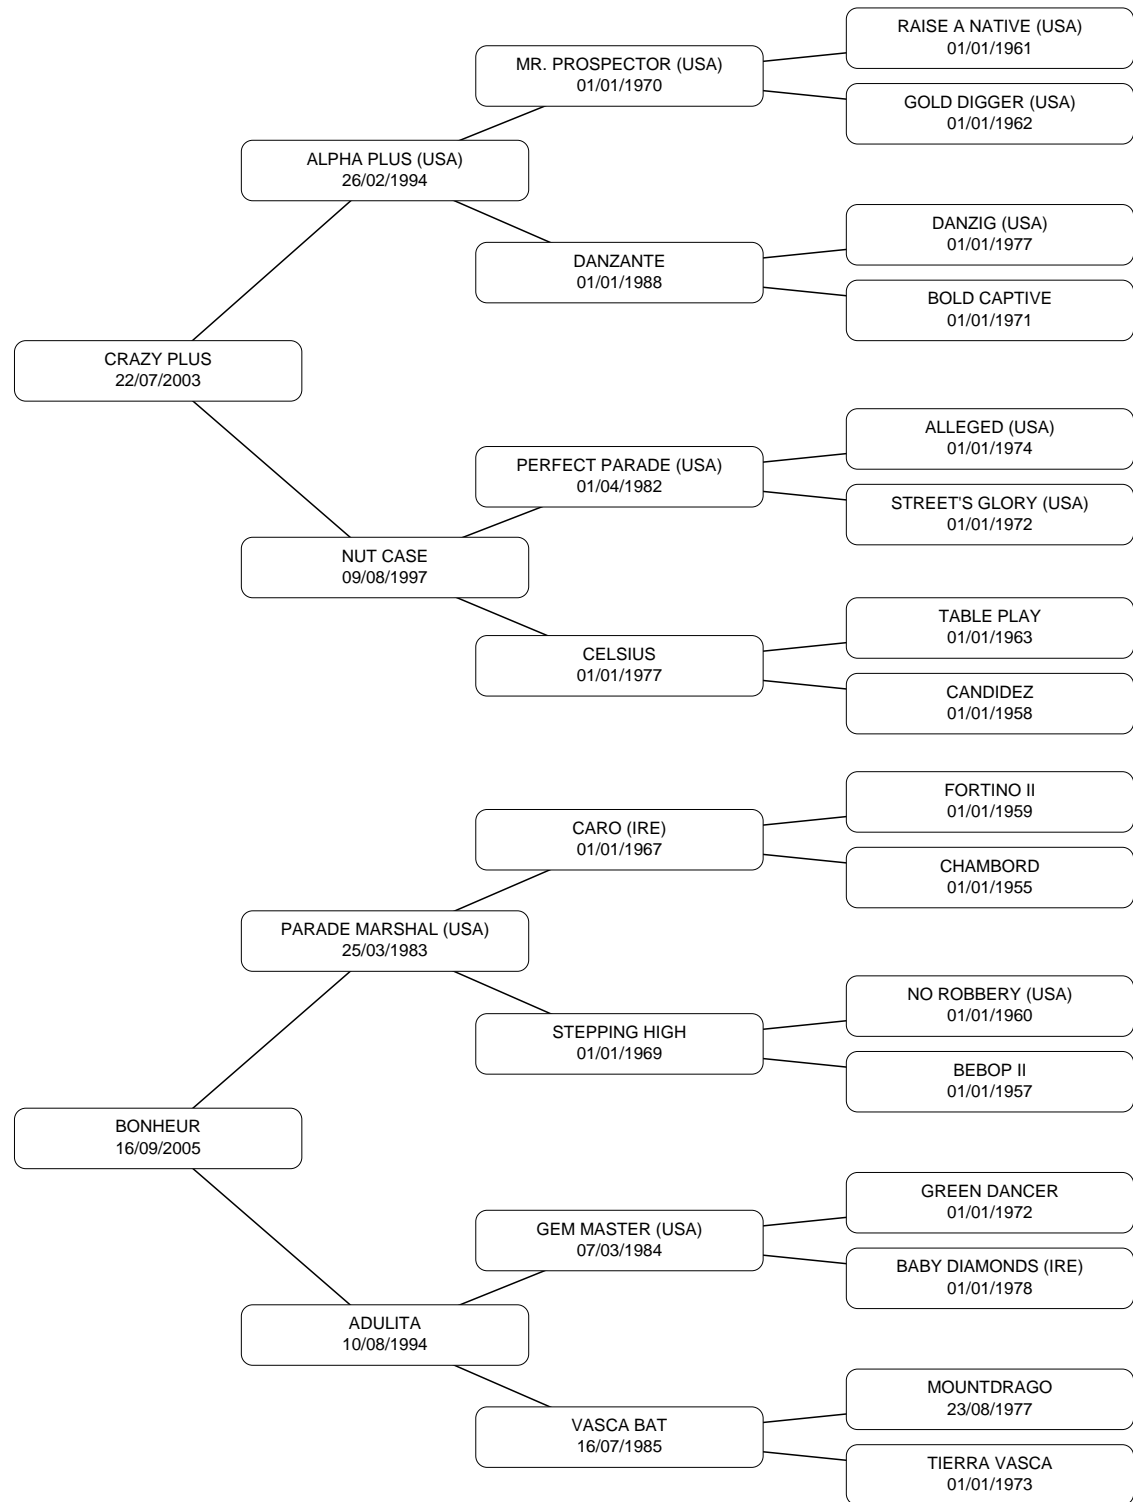 RAISE A NATIVE (USA)
01/01/1961
MR. PROSPECTOR (USA)
01/01/1970
GOLD DIGGER (USA)
01/01/1962
ALPHA PLUS (USA)
26/02/1994
DANZIG (USA)
01/01/1977
DANZANTE
01/01/1988
BOLD CAPTIVE
01/01/1971
CRAZY PLUS
22/07/2003
ALLEGED (USA)
01/01/1974
PERFECT PARADE (USA)
01/04/1982
STREET'S GLORY (USA)
01/01/1972
NUT CASE
09/08/1997
TABLE PLAY
01/01/1963
CELSIUS
01/01/1977
CANDIDEZ
01/01/1958
FORTINO II
01/01/1959
CARO (IRE)
01/01/1967
CHAMBORD
01/01/1955
PARADE MARSHAL (USA)
25/03/1983
NO ROBBERY (USA)
01/01/1960
STEPPING HIGH
01/01/1969
BEBOP II
01/01/1957
BONHEUR
16/09/2005
GREEN DANCER
01/01/1972
GEM MASTER (USA)
07/03/1984
BABY DIAMONDS (IRE)
01/01/1978
ADULITA
10/08/1994
MOUNTDRAGO
23/08/1977
VASCA BAT
16/07/1985
TIERRA VASCA
01/01/1973